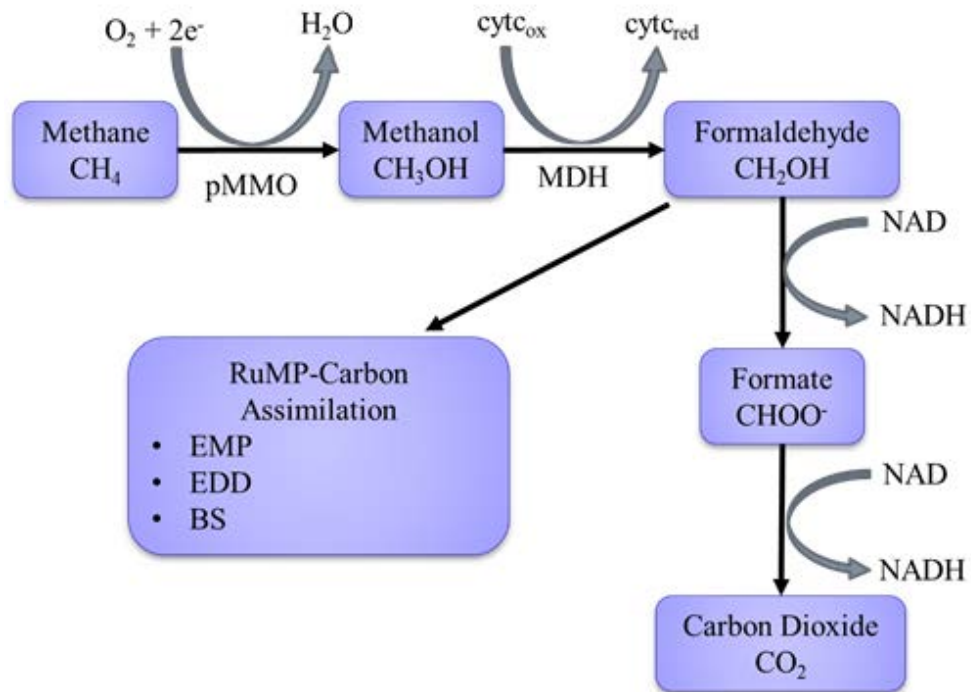 O₂ + 2e⁻
H₂O
cytcₒₓ
cytc_red
Methane
CH₄
pMMO
Methanol
CH₃OH
MDH
Formaldehyde
CH₂OH
NAD
NADH
RuMP-Carbon
Assimilation
• EMP
• EDD
• BS
Formate
CHOO⁻
NAD
NADH
Carbon Dioxide
CO₂